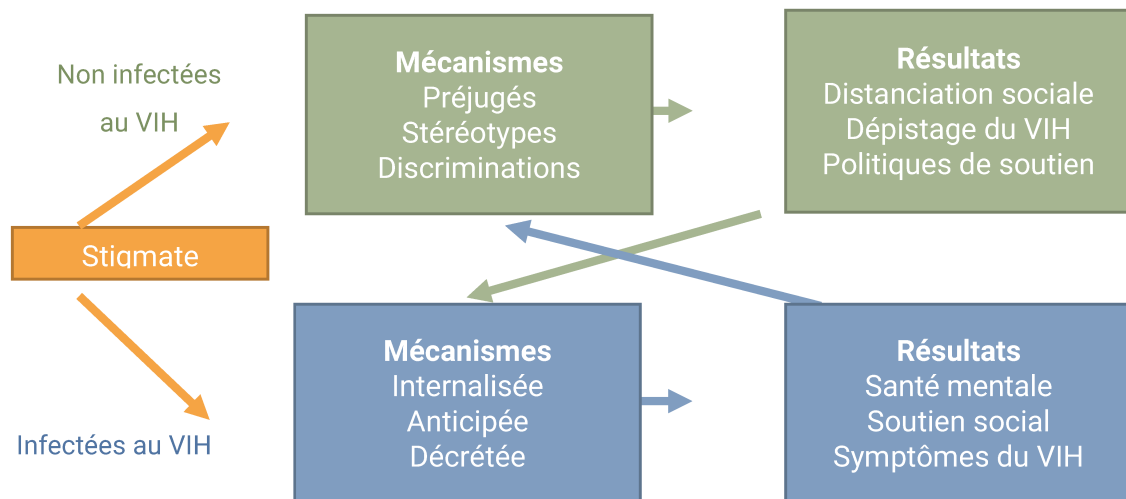 Non infectées
au VIH
Mécanismes
Préjugés
Stéréotypes
Discriminations
Résultats
Distanciation sociale
Dépistage du VIH
Politiques de soutien
Stigmate
Infectées au VIH
Mécanismes
Internalisée
Anticipée
Décrétée
Résultats
Santé mentale
Soutien social
Symptômes du VIH